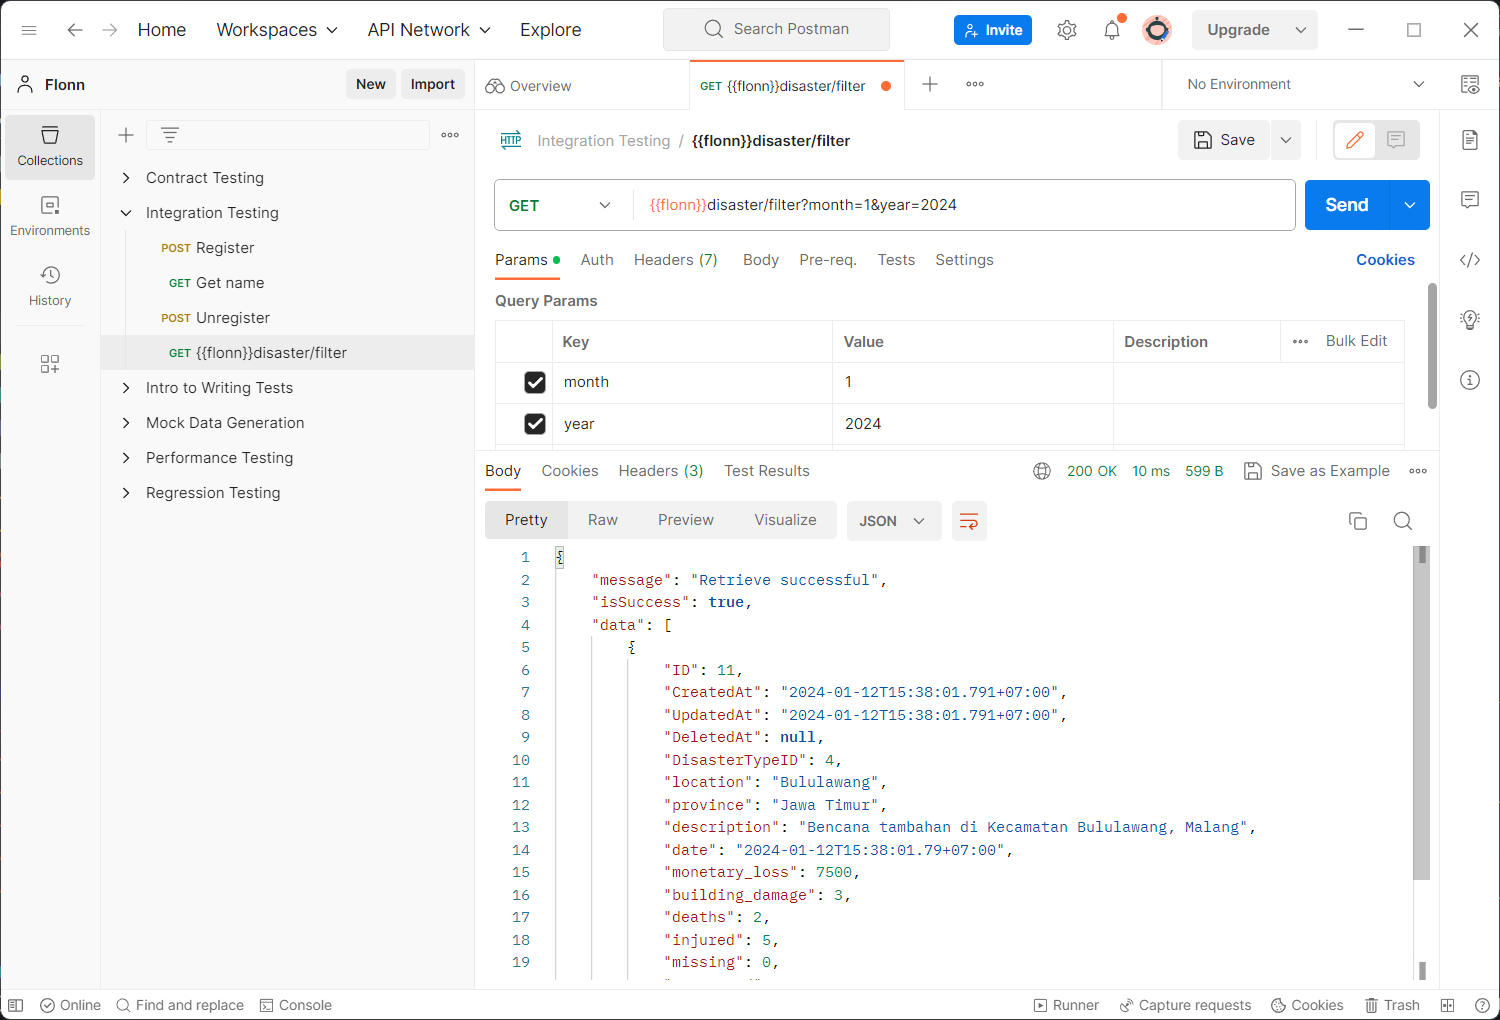 Home Workspaces API Network Explore Search Postman Invite Upgrade
Flonn New Import Overview GET {{flonn}}disaster/filter No Environment
Collections
Environments
History
Contract Testing
Integration Testing
POST Register
GET Get name
POST Unregister
GET {{flonn}}disaster/filter
Intro to Writing Tests
Mock Data Generation
Performance Testing
Regression Testing
HTTP Integration Testing / {{flonn}}disaster/filter Save
GET {{flonn}}disaster/filter?month=1&year=2024 Send
Params Auth Headers (7) Body Pre-req. Tests Settings Cookies
Query Params
Key Value Description Bulk Edit
month 1
year 2024
Body Cookies Headers (3) Test Results 200 OK 10 ms 599 B Save as Example
Pretty Raw Preview Visualize JSON
1 {
2 "message": "Retrieve successful",
3 "isSuccess": true,
4 "data": [
5 {
6 "ID": 11,
7 "CreatedAt": "2024-01-12T15:38:01.791+07:00",
8 "UpdatedAt": "2024-01-12T15:38:01.791+07:00",
9 "DeletedAt": null,
10 "DisasterTypeID": 4,
11 "location": "Bululawang",
12 "province": "Jawa Timur",
13 "description": "Bencana tambahan di Kecamatan Bululawang, Malang",
14 "date": "2024-01-12T15:38:01.79+07:00",
15 "monetary_loss": 7500,
16 "building_damage": 3,
17 "deaths": 2,
18 "injured": 5,
19 "missing": 0,
Online Find and replace Console Runner Capture requests Cookies Trash